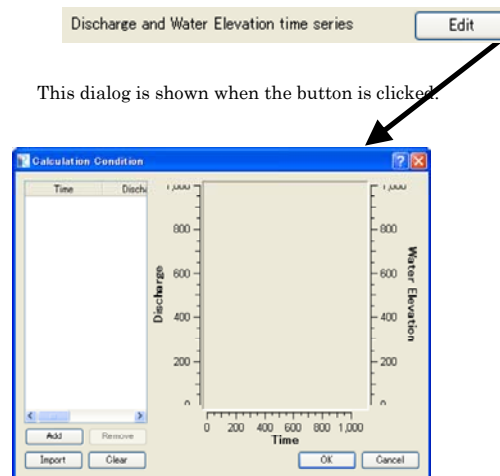 Discharge and Water Elevation time series
Edit
This dialog is shown when the button is clicked.
Calculation Condition
Time Disch
1,000
800
600
400
200
0
Discharge
1,000
800
600
400
200
0
Water Elevation
0 200 400 600 800 1,000
Time
Add Remove
Import Clear
OK Cancel